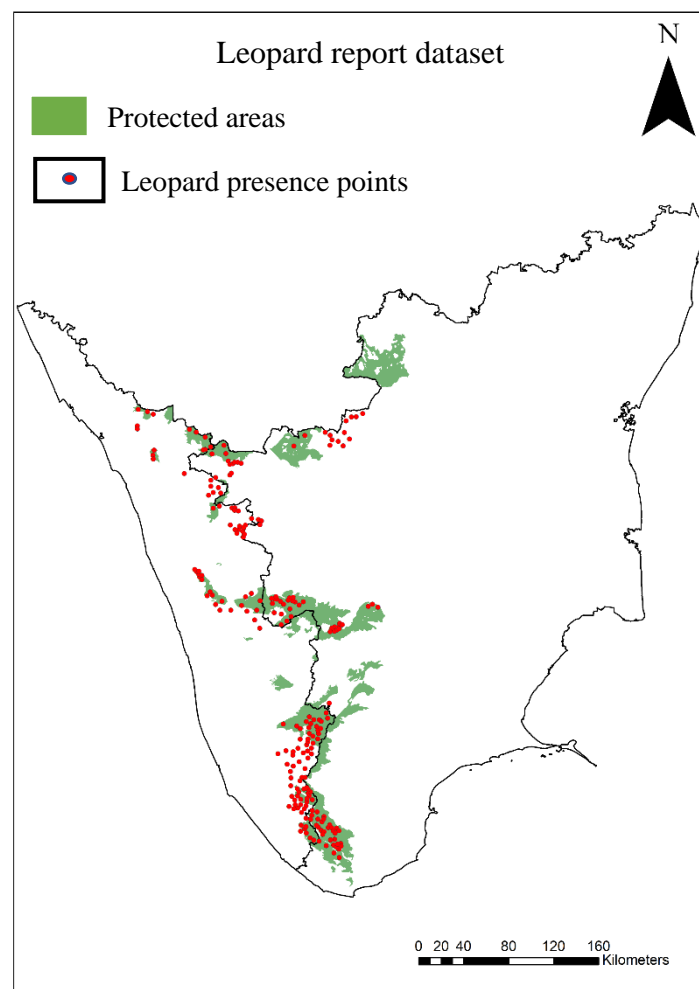 Leopard report dataset
N
Protected areas
Leopard presence points
0 20 40 80 120 160
Kilometers